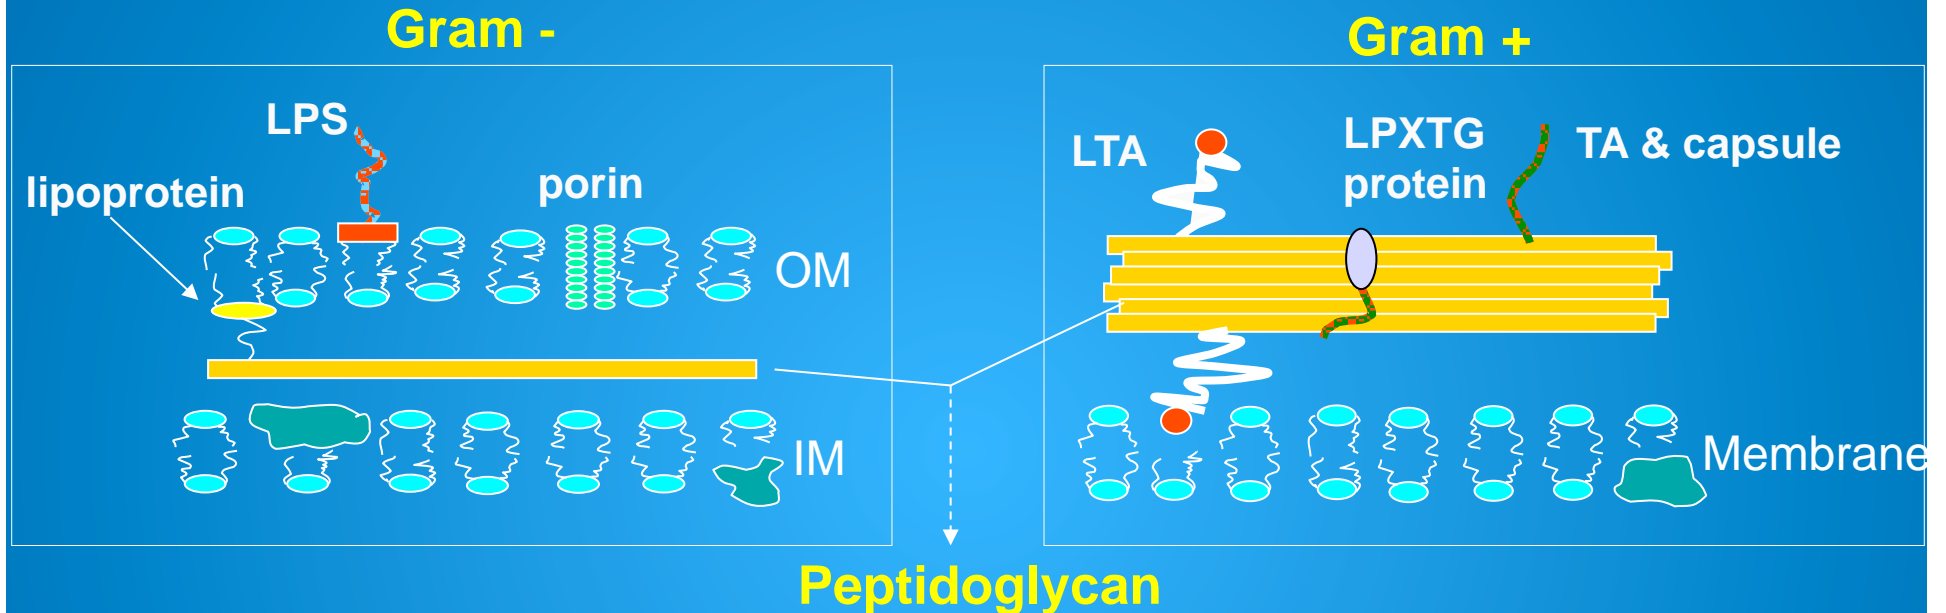 Gram -
Gram +
LPS
lipoprotein
porin
OM
IM
LTA
LPXTG
protein
TA & capsule
Membrane
Peptidoglycan